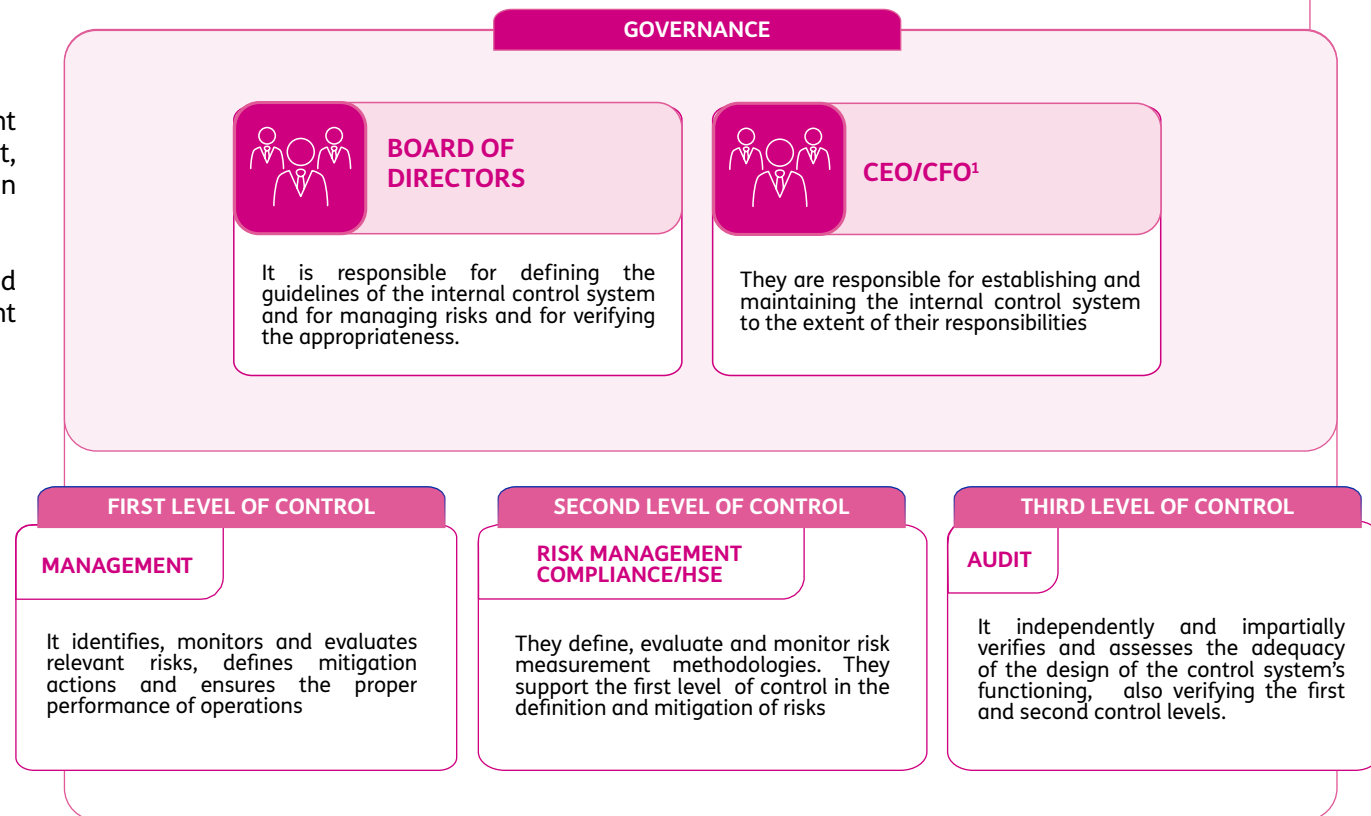 GOVERNANCE
nt
t,
n
d
nt
BOARD OF
DIRECTORS
It is responsible for defining the
guidelines of the internal control system
and for managing risks and for verifying
the appropriateness.
CEO/CFO¹
They are responsible for establishing and
maintaining the internal control system
to the extent of their responsibilities
FIRST LEVEL OF CONTROL
MANAGEMENT
It identifies, monitors and evaluates
relevant risks, defines mitigation
actions and ensures the proper
performance of operations
SECOND LEVEL OF CONTROL
RISK MANAGEMENT
COMPLIANCE/HSE
They define, evaluate and monitor risk
measurement methodologies. They
support the first level of control in the
definition and mitigation of risks
THIRD LEVEL OF CONTROL
AUDIT
It independently and impartially
verifies and assesses the adequacy
of the design of the control system's
functioning, also verifying the first
and second control levels.